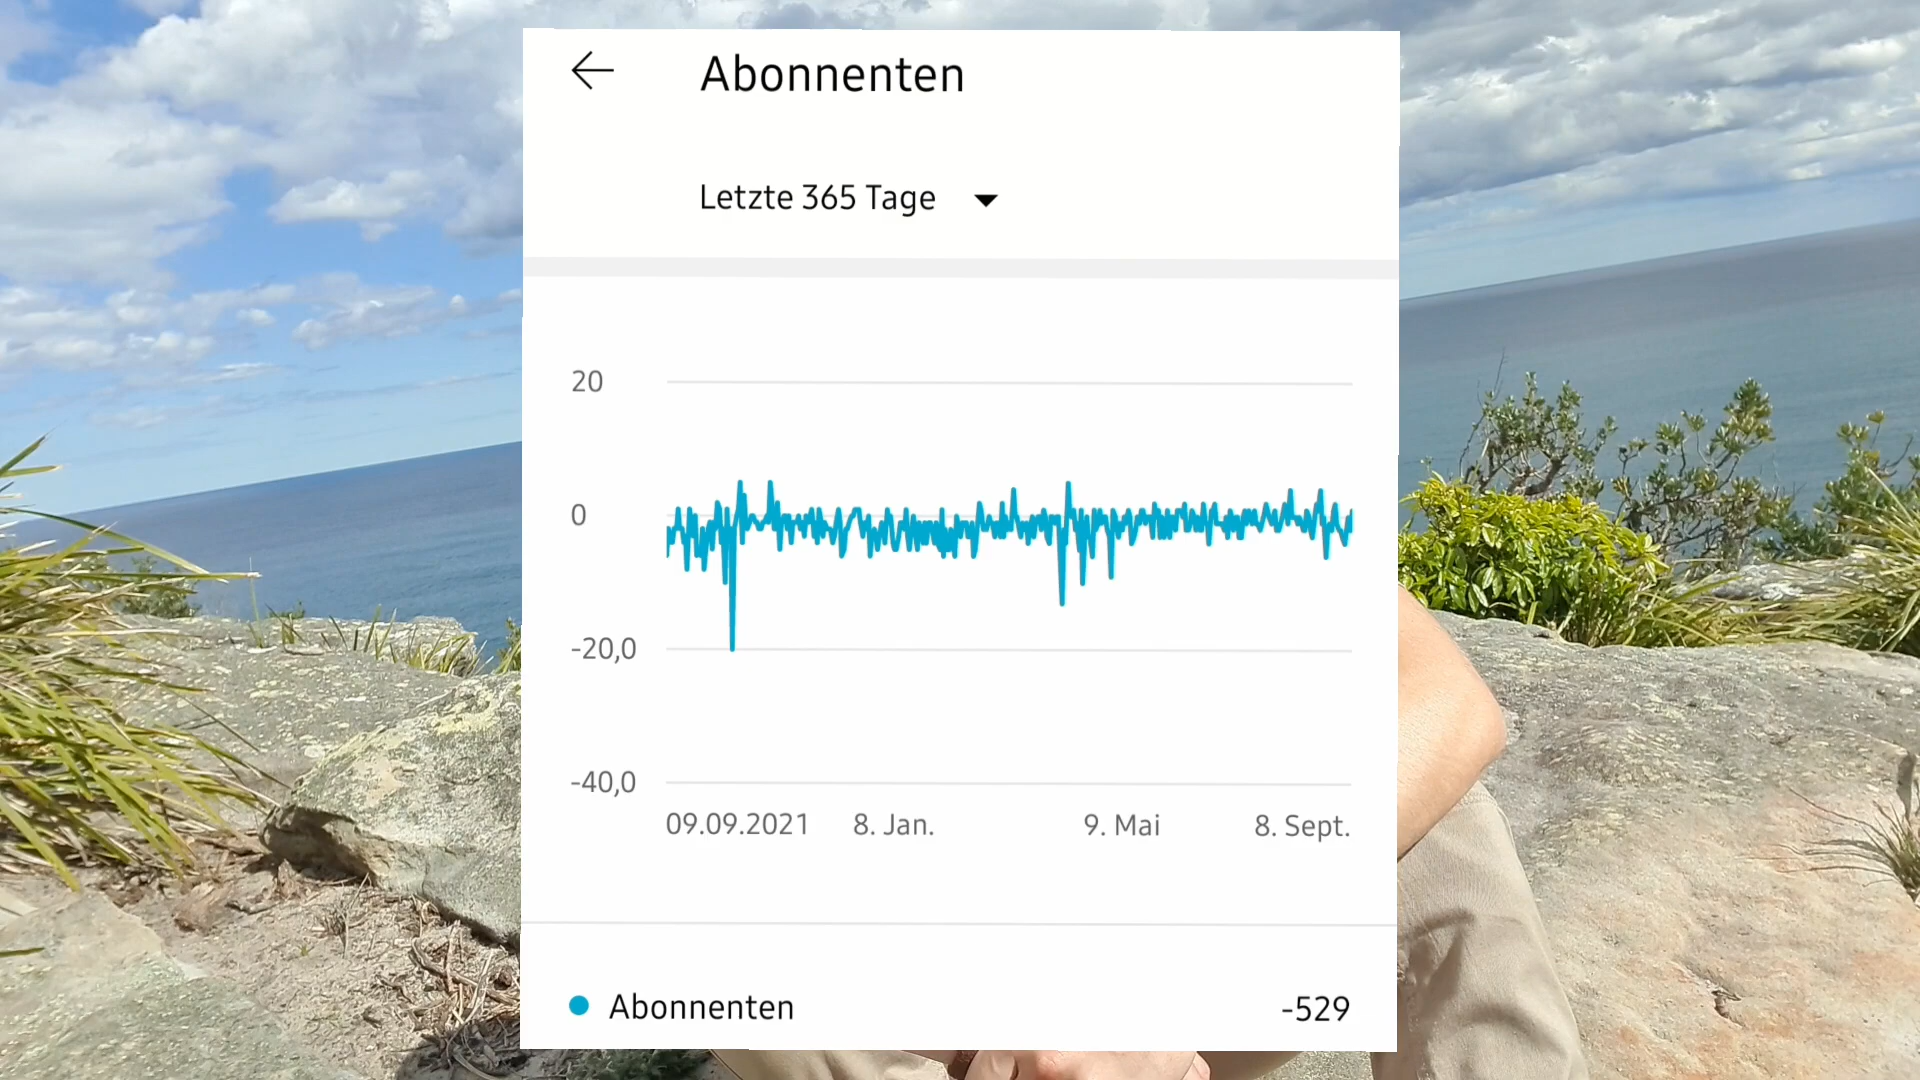 Abonnenten
Letzte 365 Tage
20
0
-20,0
-40,0
09.09.2021 8. Jan. 9. Mai 8. Sept.
Abonnenten -529